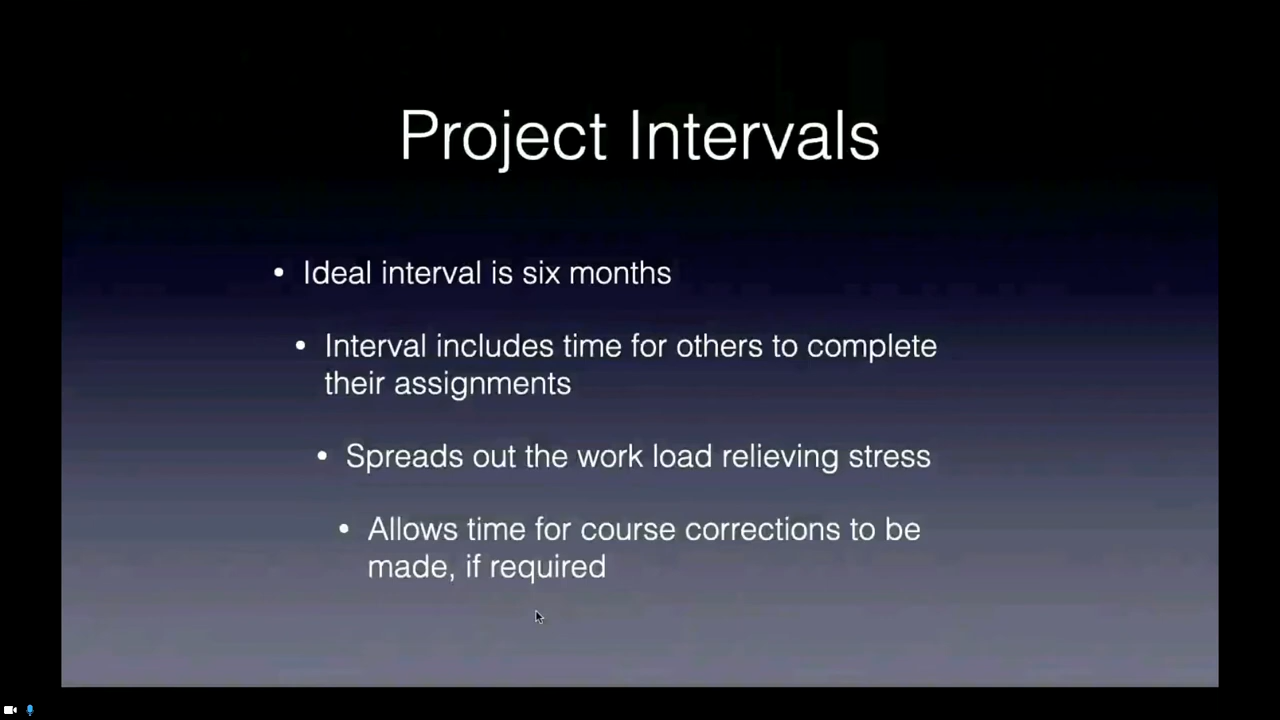 Project Intervals
• Ideal interval is six months
• Interval includes time for others to complete
their assignments
• Spreads out the work load relieving stress
• Allows time for course corrections to be
made, if required